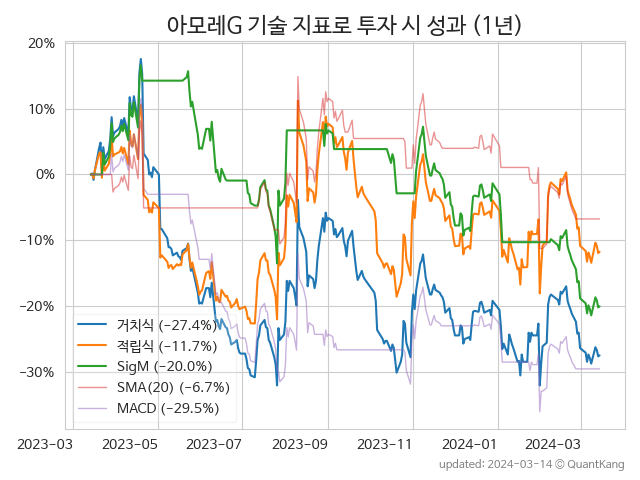 아모레G 기술 지표로 투자 시 성과 (1년)
20%
10%
0%
−10%
−20%
−30%
거치식 (−27.4%)
적립식 (−11.7%)
SigM (−20.0%)
SMA(20) (−6.7%)
MACD (−29.5%)
2023−03
2023−05
2023−07
2023−09
2023−11
2024−01
2024−03
updated: 2024−03−14 © QuantKang